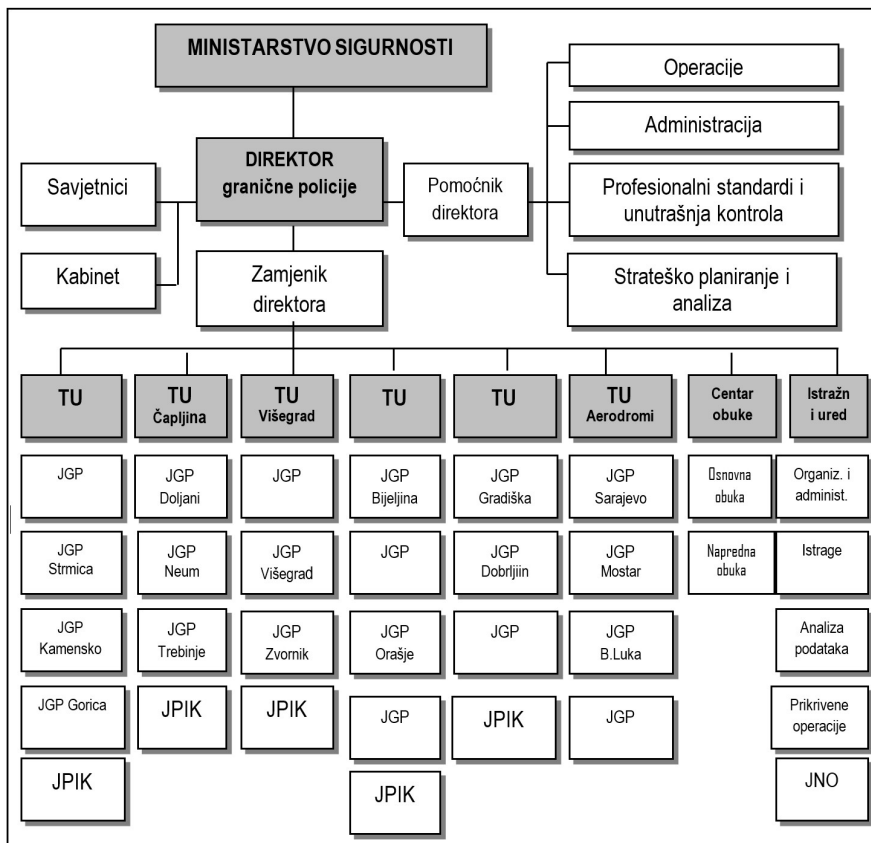 MINISTARSTVO SIGURNOSTI
Operacije
Administracija
DIREKTOR
granične policije
Savjetnici
Pomoćnik
direktora
Profesionalni standardi i
unutrašnja kontrola
Kabinet
Zamjenik
direktora
Strateško planiranje i
analiza
TU
TU
Čapljina
TU
Višegrad
TU
TU
TU
Aerodromi
Centar
obuke
Istražn
i ured
JGP
JGP
Doljani
JGP
JGP
Bijeljina
JGP
Gradiška
JGP
Sarajevo
Osnovna
obuka
Organiz. i
administ.
JGP
Strmica
JGP
Neum
JGP
Višegrad
JGP
JGP
Dobrljiin
JGP
Mostar
Napredna
obuka
Istrage
JGP
Kamensko
JGP
Trebinje
JGP
Zvornik
JGP
Orašje
JGP
JGP
B.Luka
Analiza
podataka
JGP Gorica
JPIK
JPIK
JGP
JPIK
JGP
Prikrivene
operacije
JPIK
JPIK
JNO